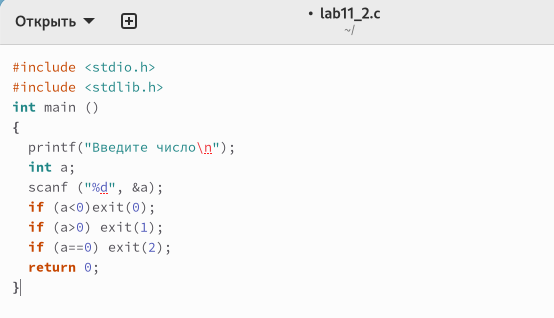 Открыть
• lab11_2.c
~/
#include <stdio.h>
#include <stdlib.h>
int main ()
{
  printf("Введите число\n");
  int a;
  scanf ("%d", &a);
  if (a<0)exit(0);
  if (a>0) exit(1);
  if (a==0) exit(2);
  return 0;
}